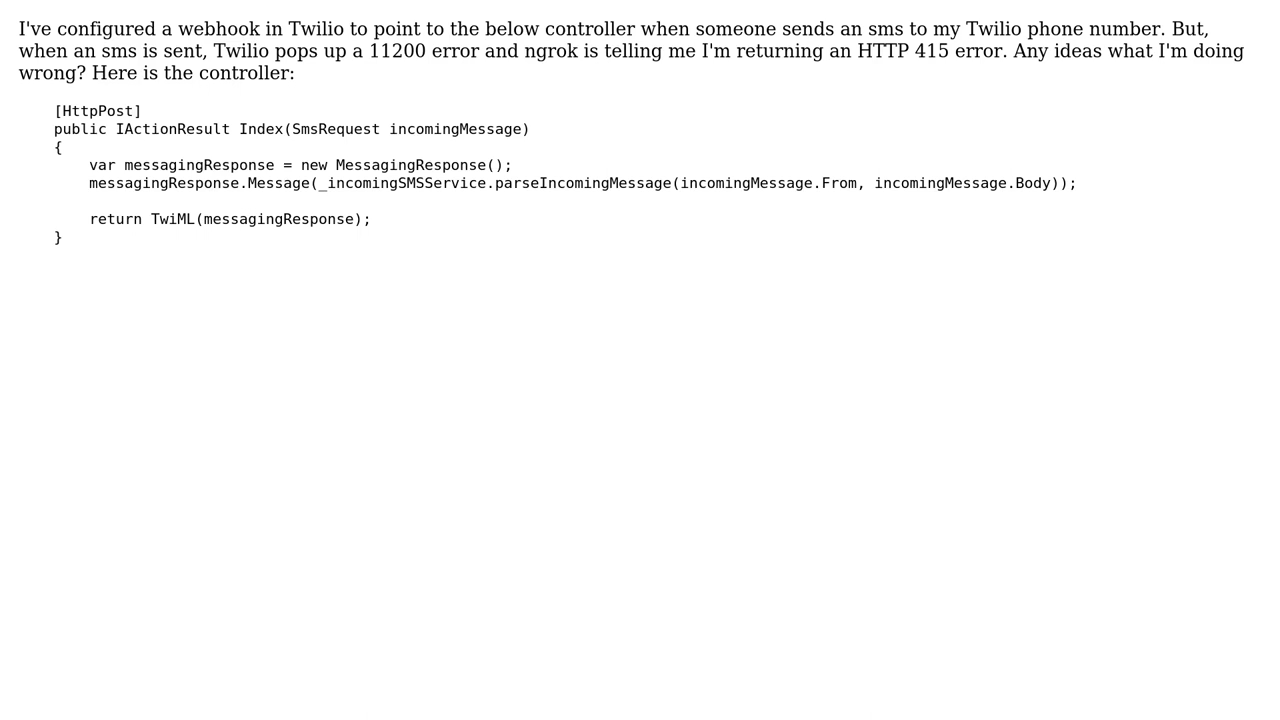 I've configured a webhook in Twilio to point to the below controller when someone sends an sms to my Twilio phone number. But,
when an sms is sent, Twilio pops up a 11200 error and ngrok is telling me I'm returning an HTTP 415 error. Any ideas what I'm doing
wrong? Here is the controller:
[HttpPost]
public IActionResult Index(SmsRequest incomingMessage)
{
    var messagingResponse = new MessagingResponse();
    messagingResponse.Message(_incomingSMSService.parseIncomingMessage(incomingMessage.From, incomingMessage.Body));
    return TwiML(messagingResponse);
}